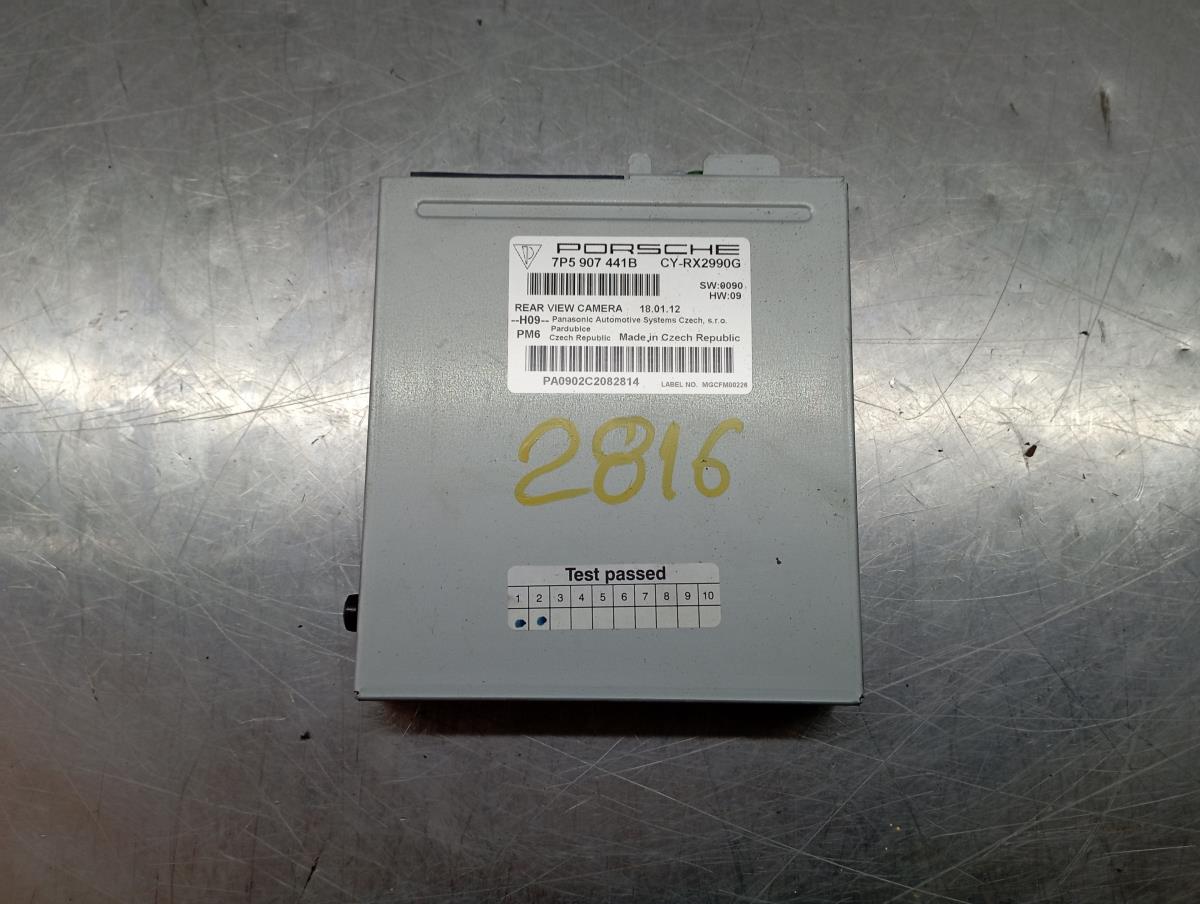 PORSCHE
7P5 907 441B CY-RX2990G
SW:0090
HW:09
REAR VIEW CAMERA 18.01.12
--H09-- Panasonic Automotive Systems Czech, s.r.o.
Pardubice
PM6 Czech Republic Made in Czech Republic
PA0902C2082814 LABEL NO. MGCFM00226
2816
Test passed
1 2 3 4 5 6 7 8 9 10